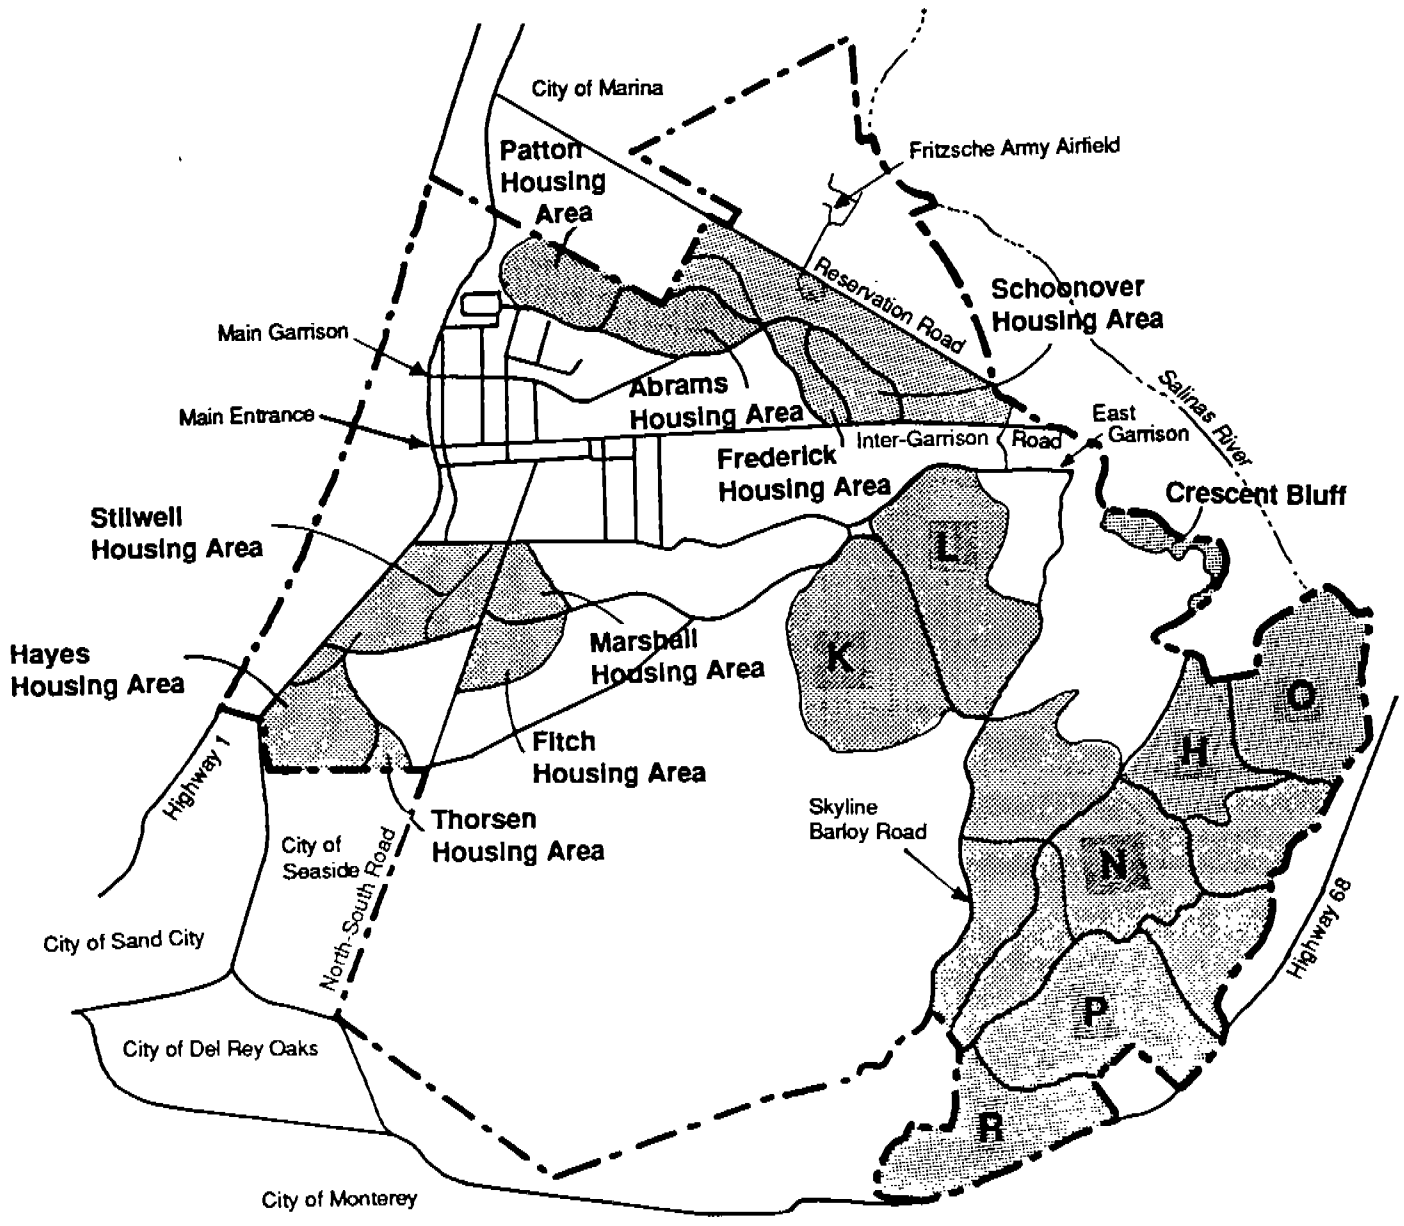 City of Marina
Fritzsche Army Airfield
Patton
Housing
Area
Reservation Road
Schoonover
Housing Area
Main Garrison
Abrams
Housing Area
Salinas River
Main Entrance
East
Garrison
Inter-Garrison Road
Frederick
Housing Area
Crescent Bluff
Stilwell
Housing Area
L
Marshall
Housing Area
K
Hayes
Housing Area
O
H
Fitch
Housing Area
Highway 1
Skyline
Barloy Road
Thorsen
Housing Area
City of
Seaside
North-South Road
N
Highway 68
City of Sand City
P
City of Del Rey Oaks
R
City of Monterey